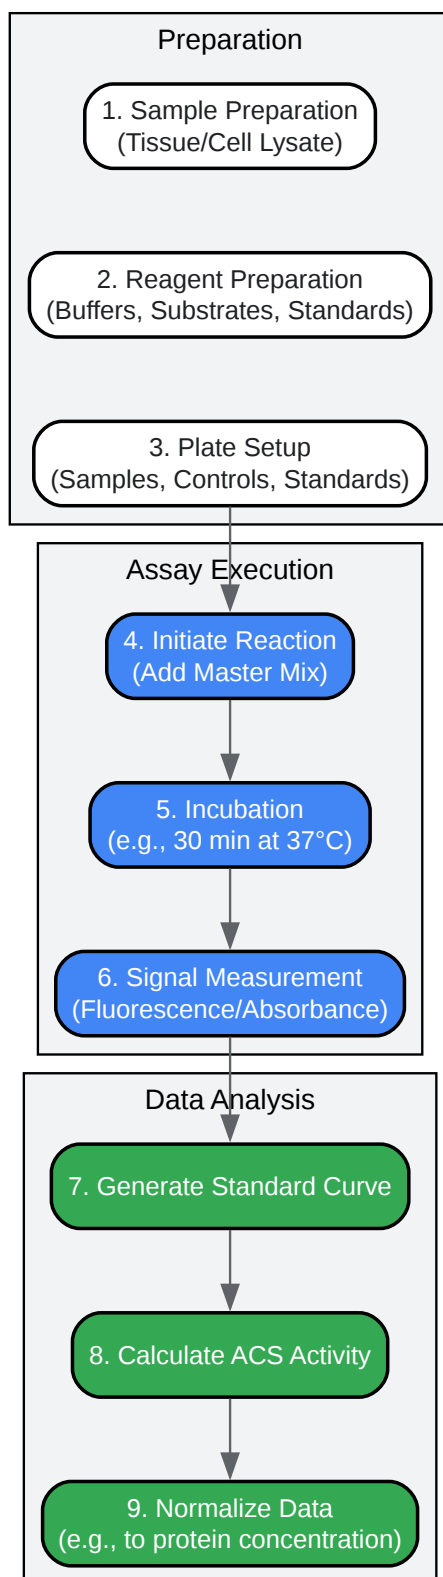 Preparation
1. Sample Preparation
(Tissue/Cell Lysate)
2. Reagent Preparation
(Buffers, Substrates, Standards)
3. Plate Setup
(Samples, Controls, Standards)
Assay Execution
4. Initiate Reaction
(Add Master Mix)
5. Incubation
(e.g., 30 min at 37°C)
6. Signal Measurement
(Fluorescence/Absorbance)
Data Analysis
7. Generate Standard Curve
8. Calculate ACS Activity
9. Normalize Data
(e.g., to protein concentration)